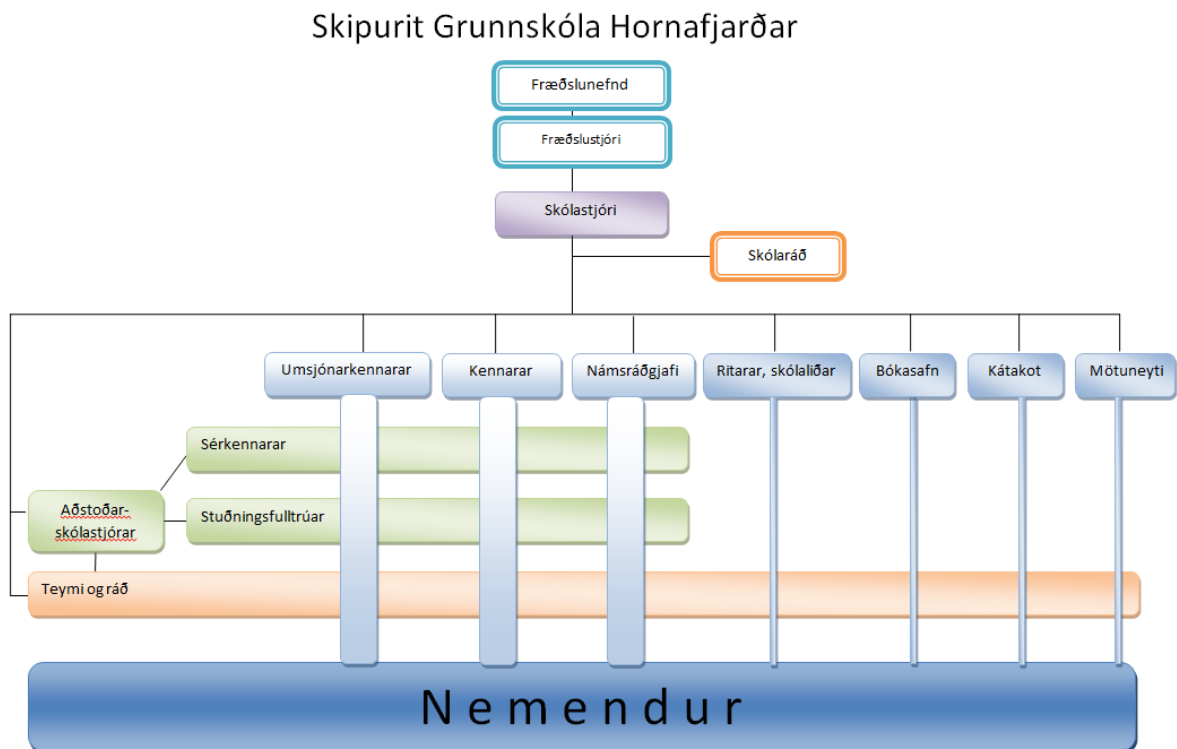 Skipurit Grunnskóla Hornafjarðar
Fræðslunefnd
Fræðslustjóri
Skólastjóri
Skólaráð
Umsjónarkennarar
Kennarar
Námsráðgjafi
Ritarar, skólaliðar
Bókasafn
Kátakot
Mötuneyti
Sérkennarar
Aðstoðar-
skólastjórar
Stuðningsfulltrúar
Teymi og ráð
Nemendur